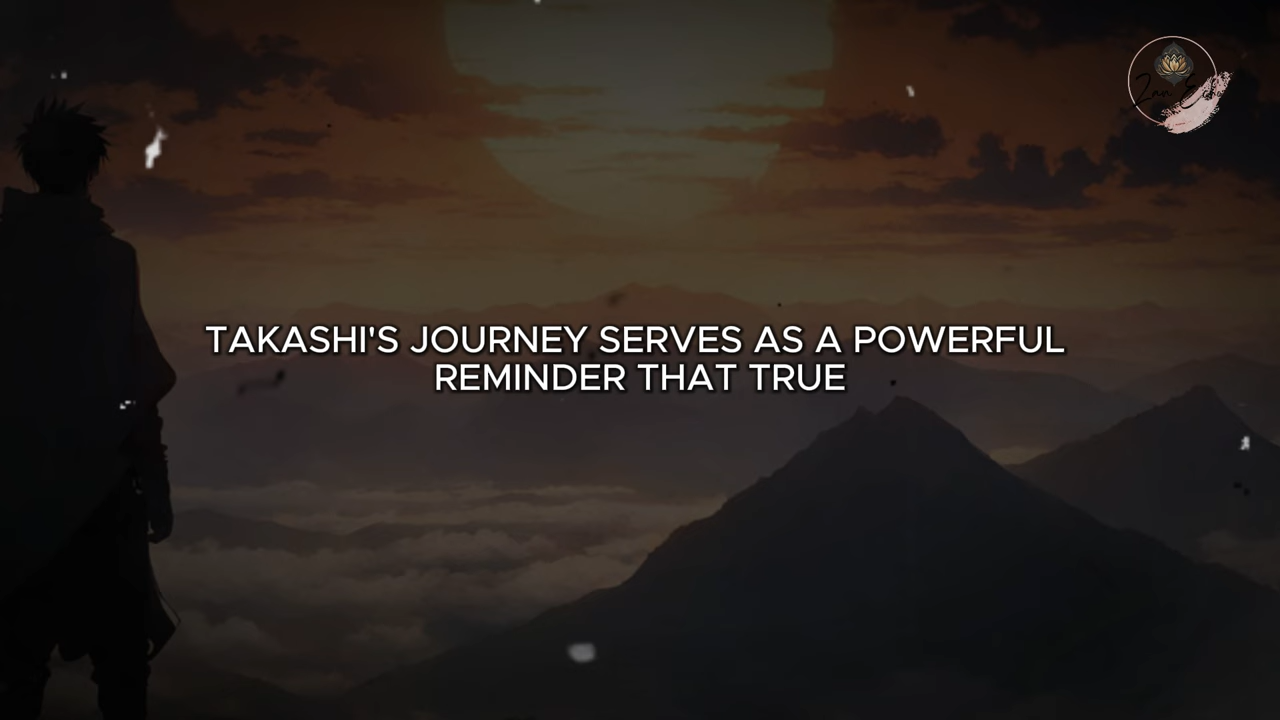 TAKASHI'S JOURNEY SERVES AS A POWERFUL
REMINDER THAT TRUE